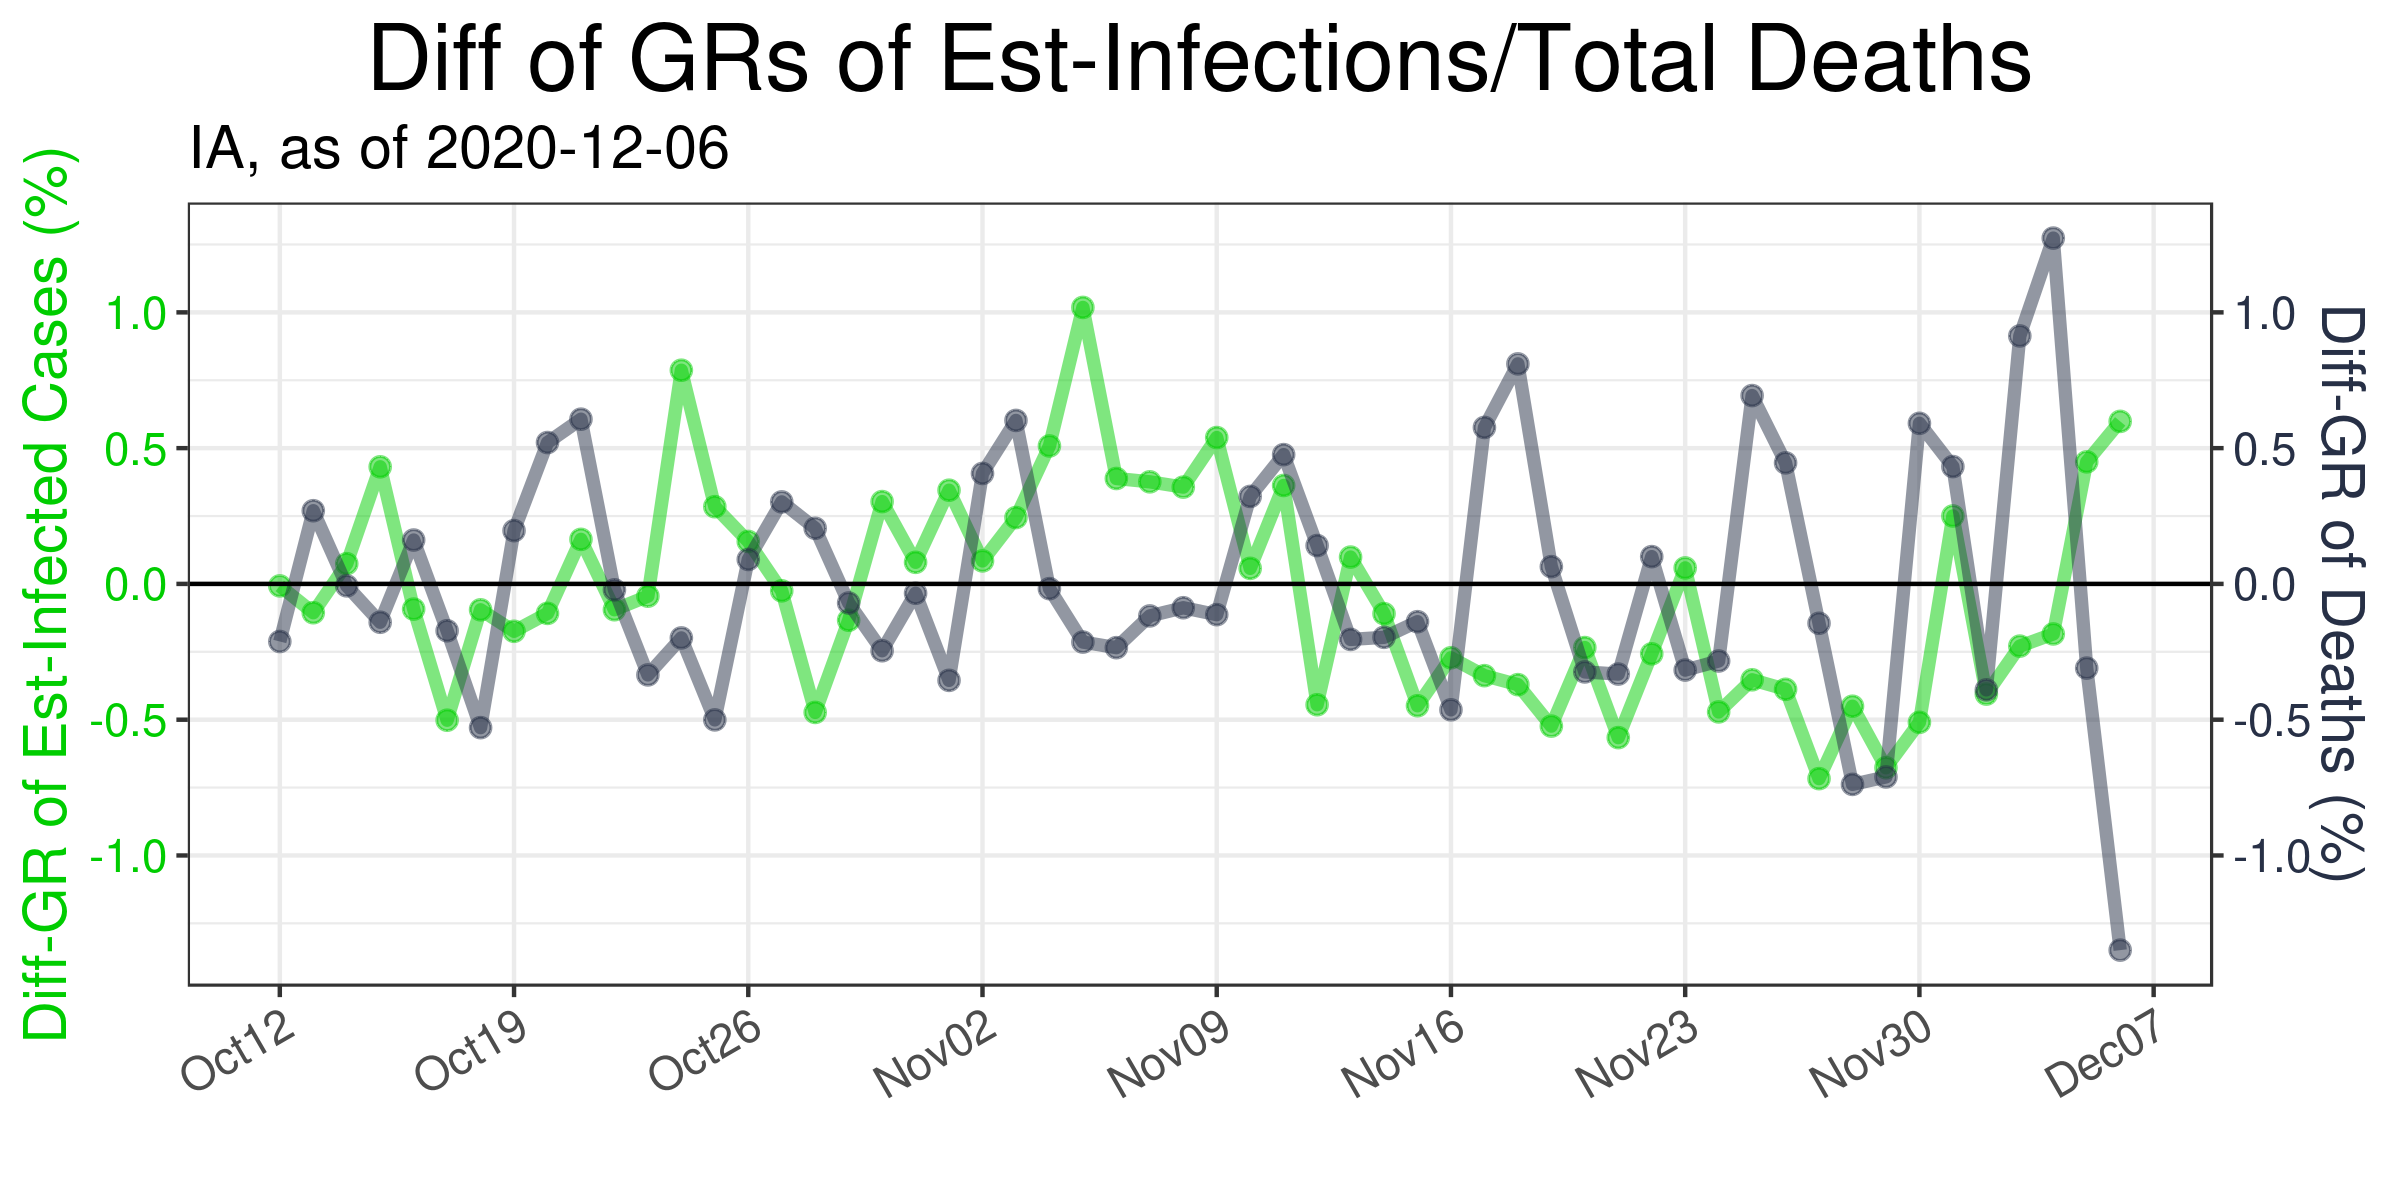 Diff of GRs of Est-Infections/Total Deaths
IA, as of 2020-12-06
Diff-GR of Est-Infected Cases (%)
1.0
0.5
0.0
-0.5
-1.0
1.0
0.5
0.0
-0.5
-1.0
Diff-GR of Deaths (%)
Oct12
Oct19
Oct26
Nov02
Nov09
Nov16
Nov23
Nov30
Dec07